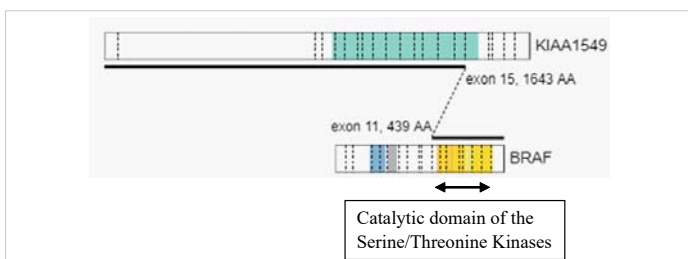 KIAA1549
exon 15, 1643 AA
exon 11, 439 AA
BRAF
Catalytic domain of the
Serine/Threonine Kinases